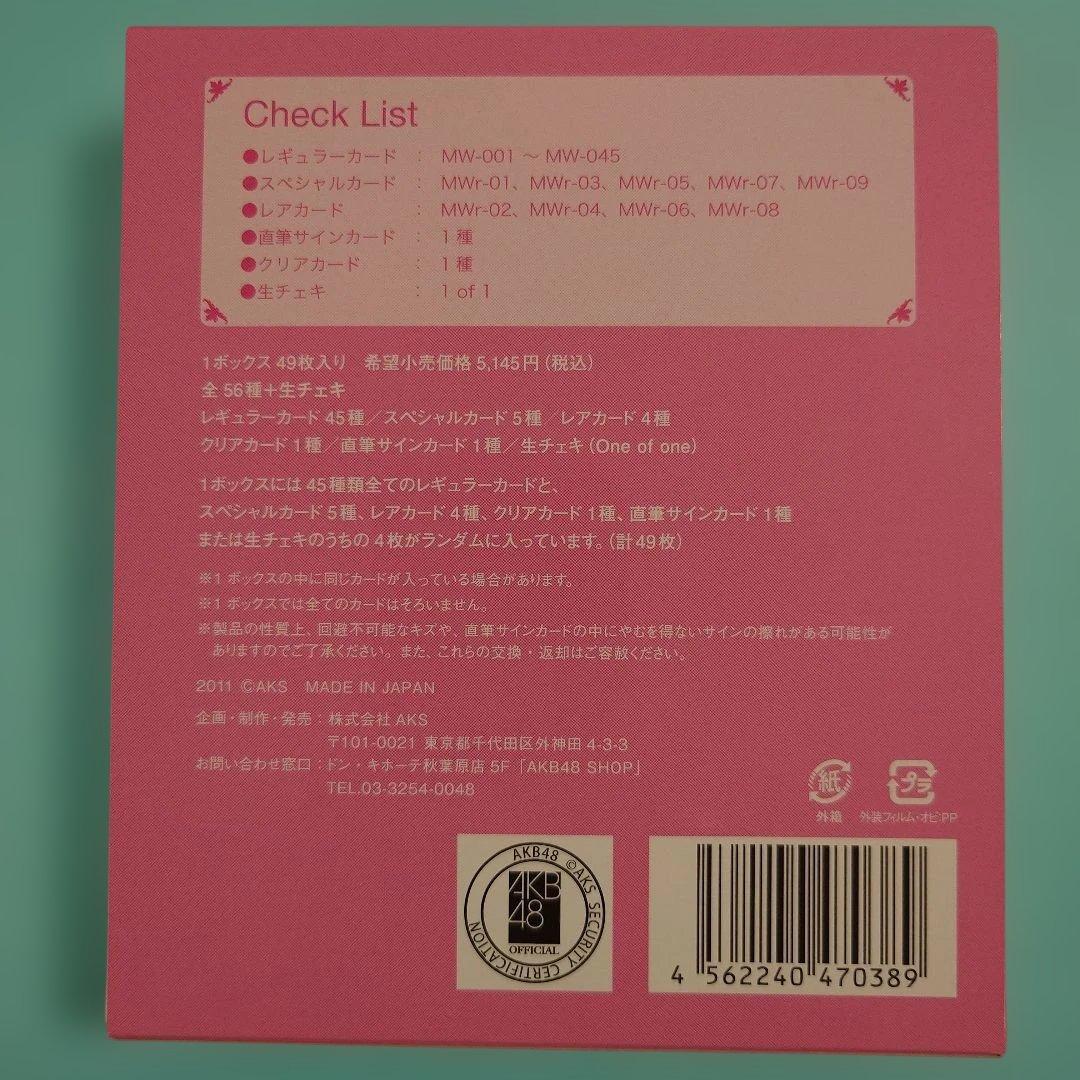 Check List
●レギュラーカード : MW-001 ～ MW-045
●スペシャルカード : MWr-01、MWr-03、MWr-05、MWr-07、MWr-09
●レアカード : MWr-02、MWr-04、MWr-06、MWr-08
●直筆サインカード : 1種
●クリアカード : 1種
●生チェキ : 1 of 1
1ボックス 49枚入り 希望小売価格 5,145円（税込）
全 56種＋生チェキ
レギュラーカード 45種／スペシャルカード 5種／レアカード 4種
クリアカード 1種／直筆サインカード 1種／生チェキ（One of one）
1ボックスには 45種類全てのレギュラーカードと、
スペシャルカード 5種、レアカード 4種、クリアカード 1種、直筆サインカード 1種
または生チェキのうちの 4枚がランダムに入っています。（計 49枚）
※1 ボックスの中に同じカードが入っている場合があります。
※1 ボックスでは全てのカードはそろいません。
※製品の性質上、回避不可能なキズや、直筆サインカードの中にやむを得ないサインの擦れがある可能性が
ありますのでご了承ください。また、これらの交換・返却はご容赦ください。
2011 ©AKS MADE IN JAPAN
企画・制作・発売：株式会社 AKS
〒101-0021 東京都千代田区外神田 4-3-3
お問い合わせ窓口：ドン・キホーテ秋葉原店 5F「AKB48 SHOP」
TEL.03-3254-0048
紙
外箱
プラ
外装フィルム・オビ:PP
AKB48 ©AKS SECURITY CERTIFICATION
AKB
48
OFFICIAL
4 562240 470389